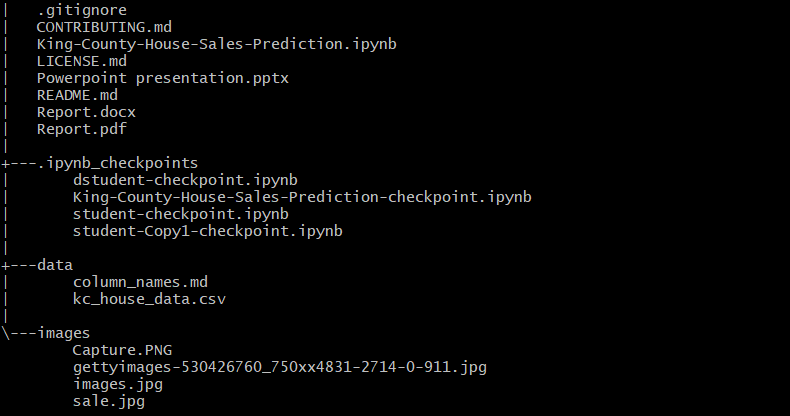 |   .gitignore
|   CONTRIBUTING.md
|   King-County-House-Sales-Prediction.ipynb
|   LICENSE.md
|   Powerpoint presentation.pptx
|   README.md
|   Report.docx
|   Report.pdf
|
+---.ipynb_checkpoints
|       dstudent-checkpoint.ipynb
|       King-County-House-Sales-Prediction-checkpoint.ipynb
|       student-checkpoint.ipynb
|       student-Copy1-checkpoint.ipynb
|
+---data
|       column_names.md
|       kc_house_data.csv
|
\---images
        Capture.PNG
        gettyimages-530426760_750xx4831-2714-0-911.jpg
        images.jpg
        sale.jpg